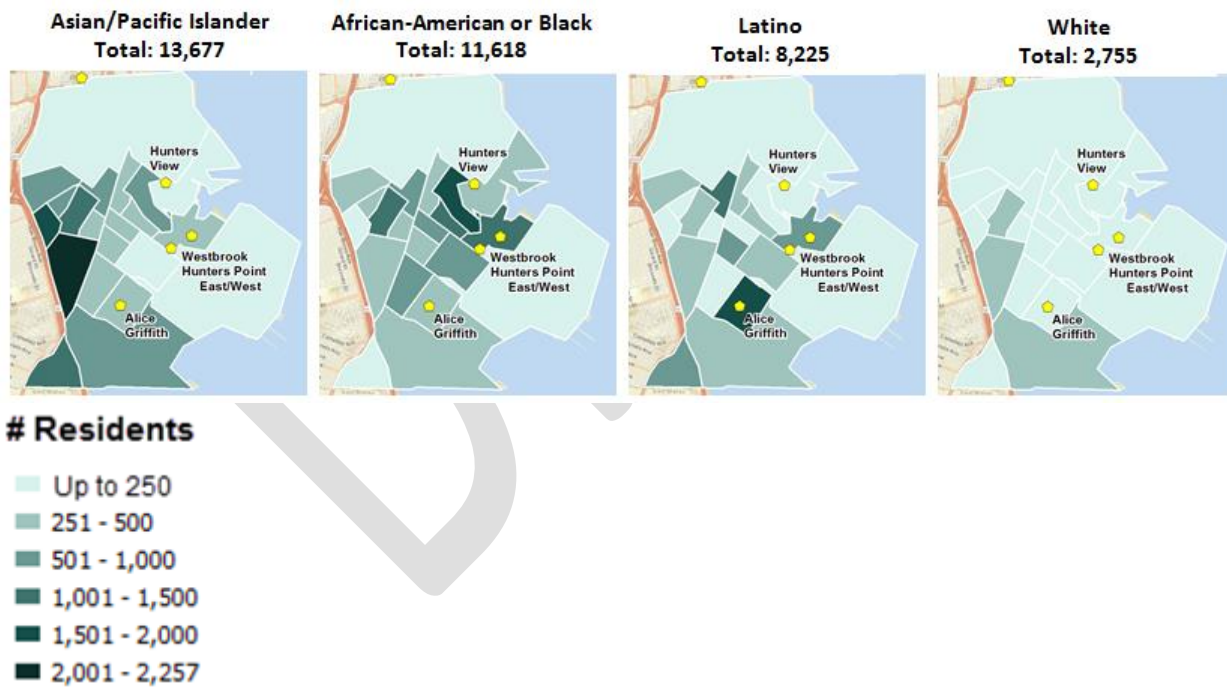 Asian/Pacific Islander
Total: 13,677
African-American or Black
Total: 11,618
Latino
Total: 8,225
White
Total: 2,755
Hunters
View
Westbrook
Hunters Point
East/West
Alice
Griffith
Hunters
View
Westbrook
Hunters Point
East/West
Alice
Griffith
Hunters
View
Westbrook
Hunters Point
East/West
Alice
Griffith
Hunters
View
Westbrook
Hunters Point
East/West
Alice
Griffith
# Residents
Up to 250
251 - 500
501 - 1,000
1,001 - 1,500
1,501 - 2,000
2,001 - 2,257